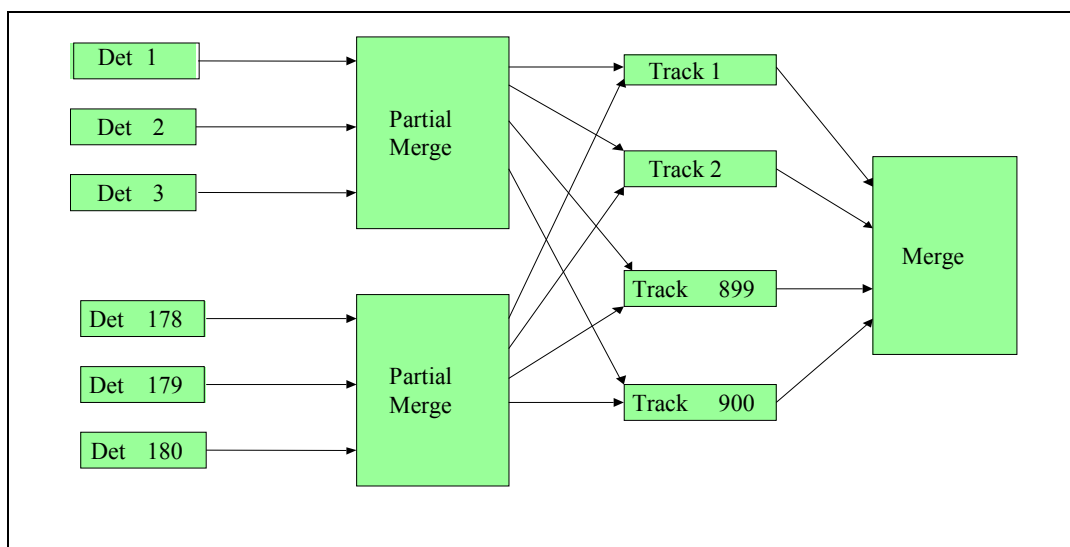 Det 1
Det 2
Det 3
Det 178
Det 179
Det 180
Partial
Merge
Partial
Merge
Track 1
Track 2
Track 899
Track 900
Merge